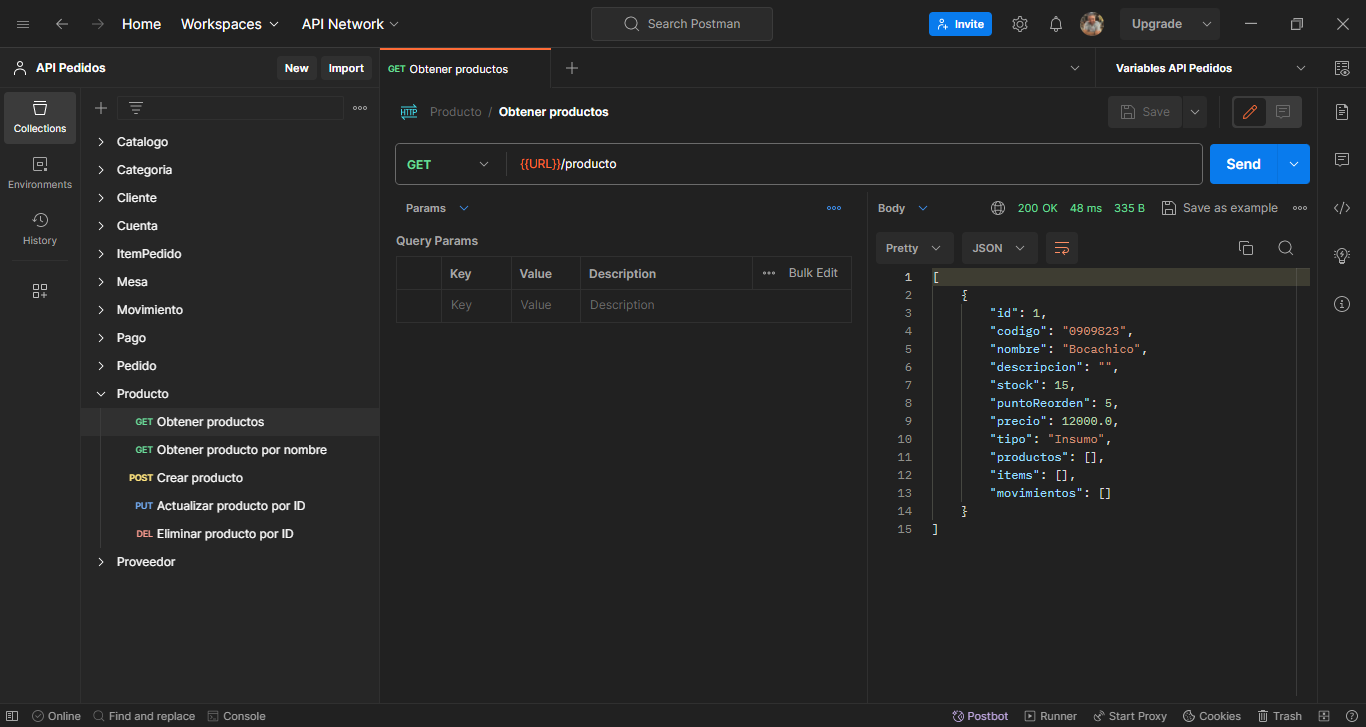 Home Workspaces API Network Search Postman Invite Upgrade
API Pedidos New Import GET Obtener productos Variables API Pedidos
Collections
Environments
History
Catalogo
Categoria
Cliente
Cuenta
ItemPedido
Mesa
Movimiento
Pago
Pedido
Producto
GET Obtener productos
GET Obtener producto por nombre
POST Crear producto
PUT Actualizar producto por ID
DEL Eliminar producto por ID
Proveedor
HTTP Producto / Obtener productos Save
GET {{URL}}/producto Send
Params
Query Params
Key Value Description Bulk Edit
Key Value Description
Body 200 OK 48 ms 335 B Save as example
Pretty JSON
1 [
2 {
3 "id": 1,
4 "codigo": "0909823",
5 "nombre": "Bocachico",
6 "descripcion": "",
7 "stock": 15,
8 "puntoReorden": 5,
9 "precio": 12000.0,
10 "tipo": "Insumo",
11 "productos": [],
12 "items": [],
13 "movimientos": []
14 }
15 ]
Online Find and replace Console Postbot Runner Start Proxy Cookies Trash